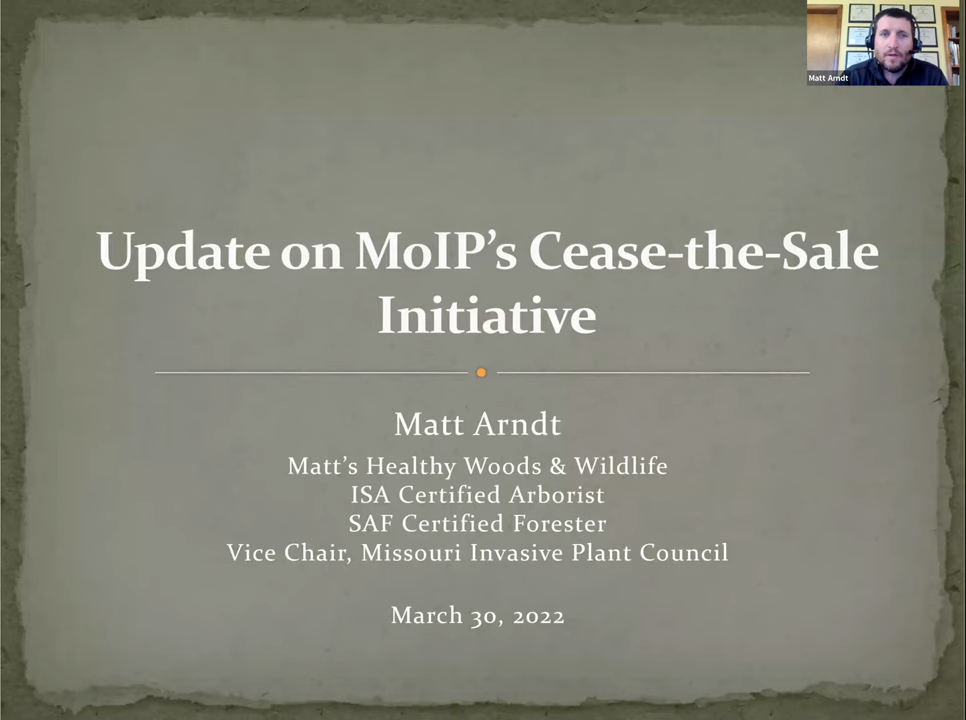 Matt Arndt
Update on MoIP’s Cease-the-Sale
Initiative
Matt Arndt
Matt’s Healthy Woods & Wildlife
ISA Certified Arborist
SAF Certified Forester
Vice Chair, Missouri Invasive Plant Council
March 30, 2022